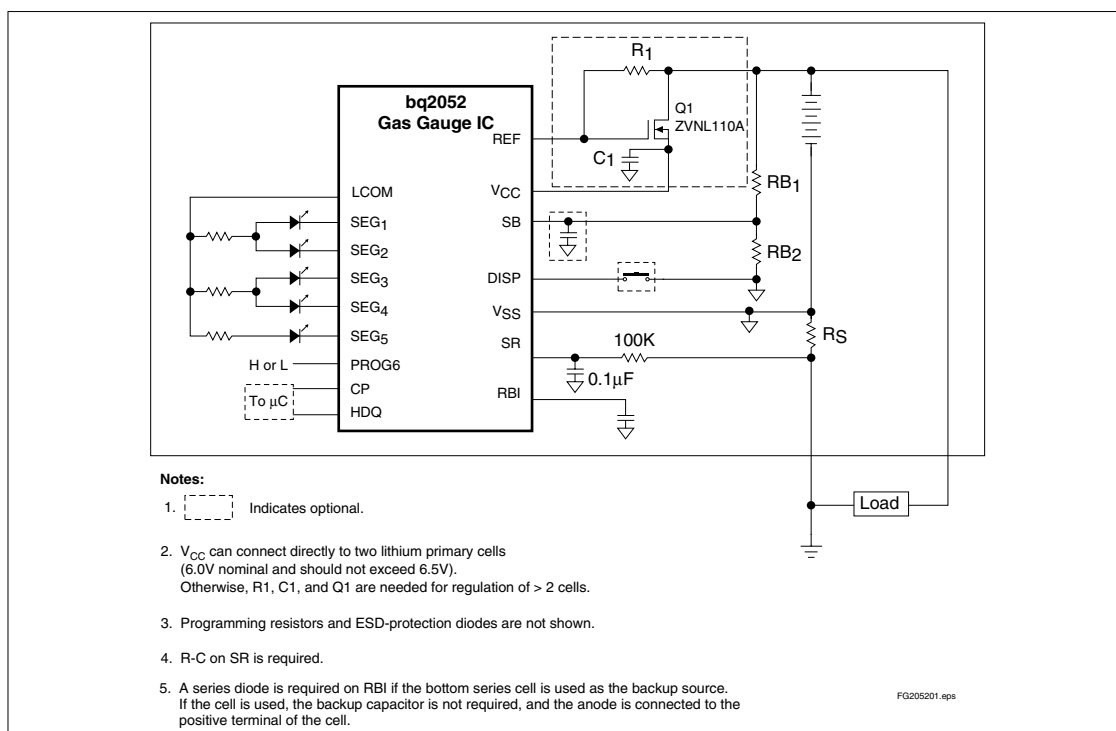 R1
bq2052
Gas Gauge IC
Q1
ZVNL110A
REF
C1
VCC
LCOM
RB1
SEG1
SB
SEG2
RB2
SEG3
DISP
SEG4
VSS
RS
SEG5
SR
100K
H or L
PROG6
0.1µF
CP
RBI
To µC
HDQ
Notes:
Load
1. Indicates optional.
2. VCC can connect directly to two lithium primary cells
(6.0V nominal and should not exceed 6.5V).
Otherwise, R1, C1, and Q1 are needed for regulation of > 2 cells.
3. Programming resistors and ESD-protection diodes are not shown.
4. R-C on SR is required.
5. A series diode is required on RBI if the bottom series cell is used as the backup source.
If the cell is used, the backup capacitor is not required, and the anode is connected to the
positive terminal of the cell.
FG205201.eps